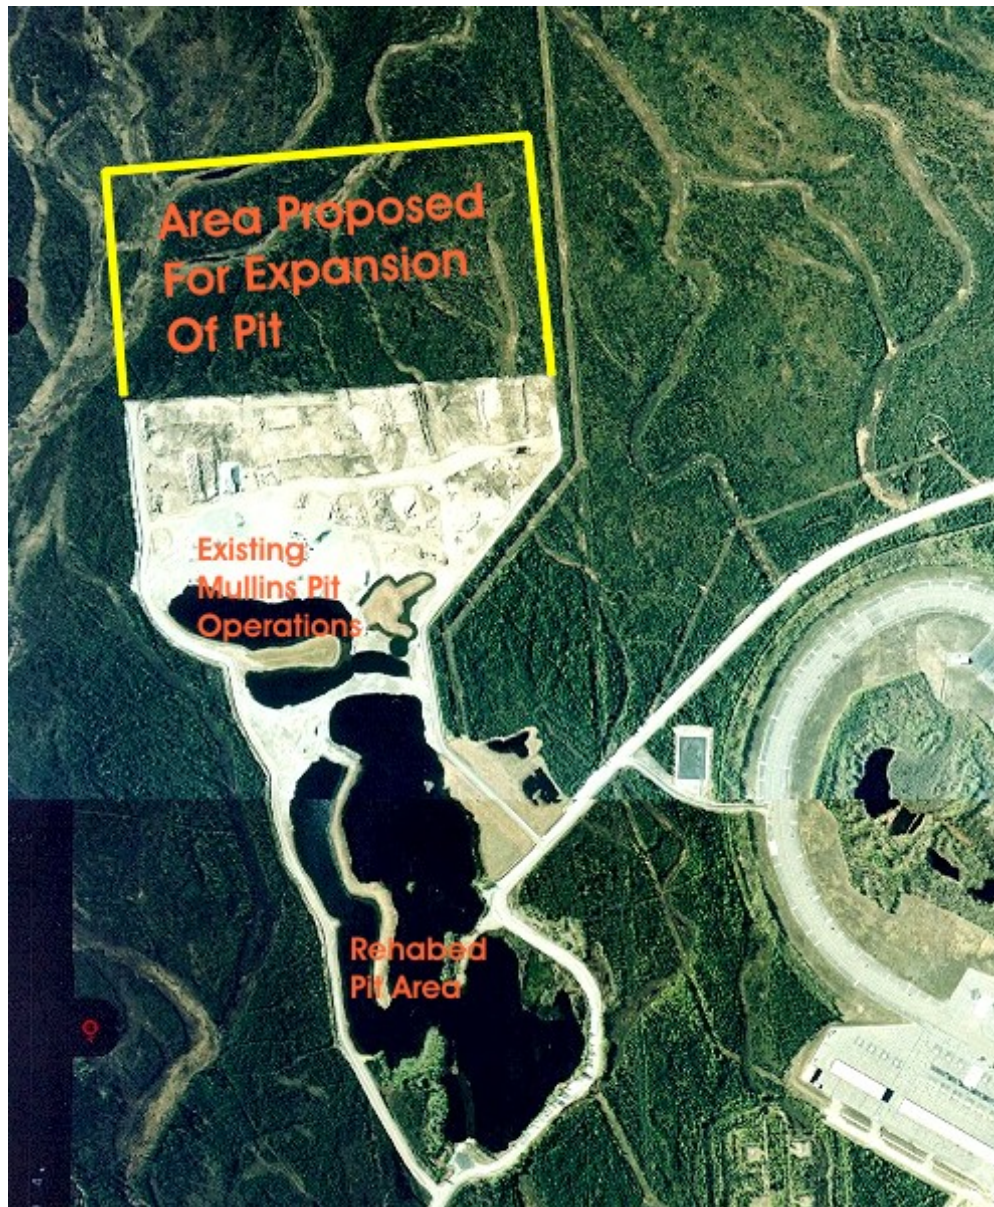 Area Proposed
For Expansion
Of Pit
Existing
Mullins Pit
Operations
Rehabed
Pit Area